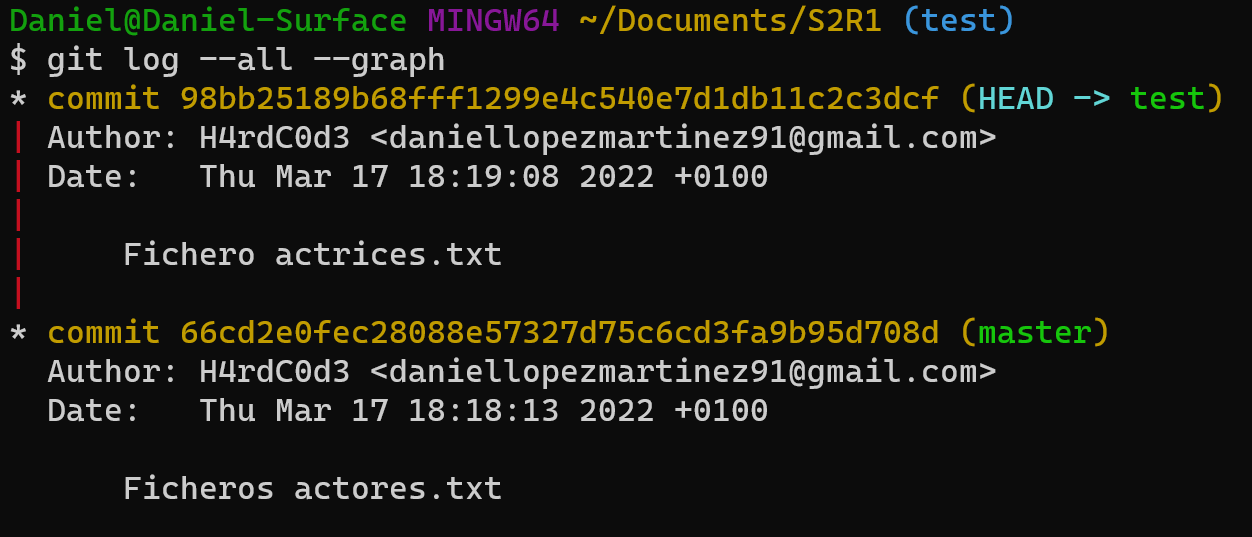 Daniel@Daniel-Surface MINGW64 ~/Documents/S2R1 (test)
$ git log --all --graph
* commit 98bb25189b68fff1299e4c540e7d1db11c2c3dcf (HEAD -> test)
| Author: H4rdC0d3 <daniellopezmartinez91@gmail.com>
| Date:   Thu Mar 17 18:19:08 2022 +0100
|
|     Fichero actrices.txt
|
* commit 66cd2e0fec28088e57327d75c6cd3fa9b95d708d (master)
  Author: H4rdC0d3 <daniellopezmartinez91@gmail.com>
  Date:   Thu Mar 17 18:18:13 2022 +0100

      Ficheros actores.txt